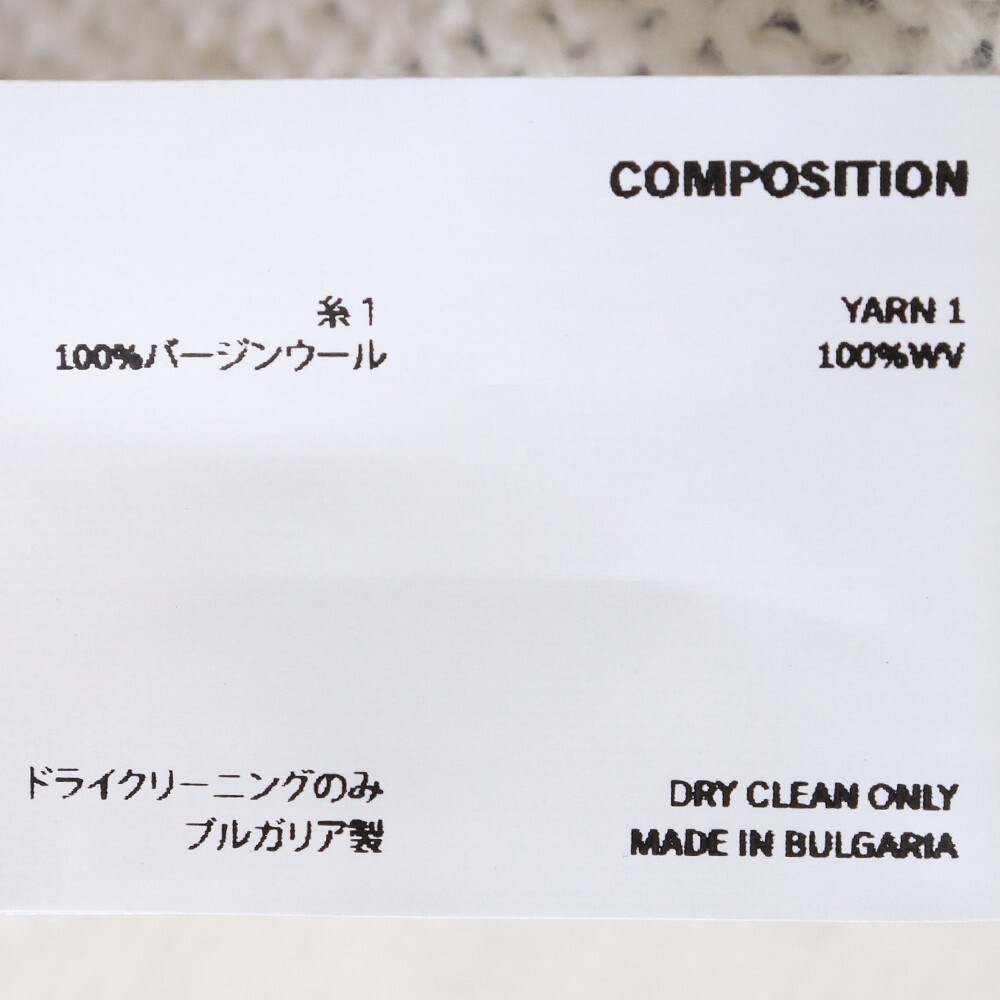 COMPOSITION
糸 1
100%バージンウール
YARN 1
100%WV
ドライクリーニングのみ
ブルガリア製
DRY CLEAN ONLY
MADE IN BULGARIA